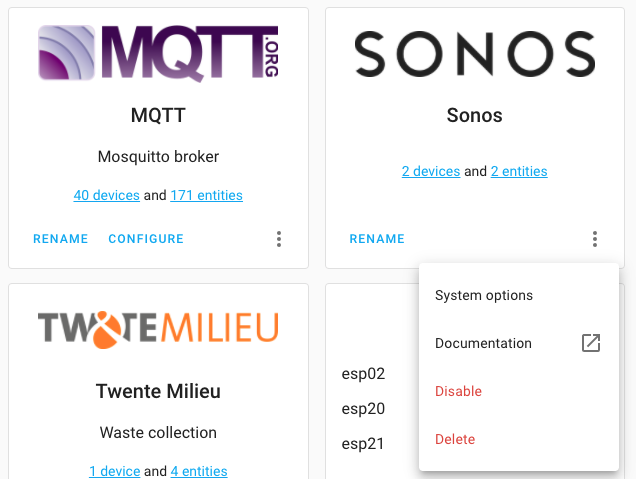 MQTT.ORG
MQTT
Mosquitto broker
40 devices and 171 entities
RENAME CONFIGURE
SONOS
Sonos
2 devices and 2 entities
RENAME
System options
Documentation
Disable
Delete
TWENTEMILIEU
Twente Milieu
Waste collection
1 device and 4 entities
esp02
esp20
esp21